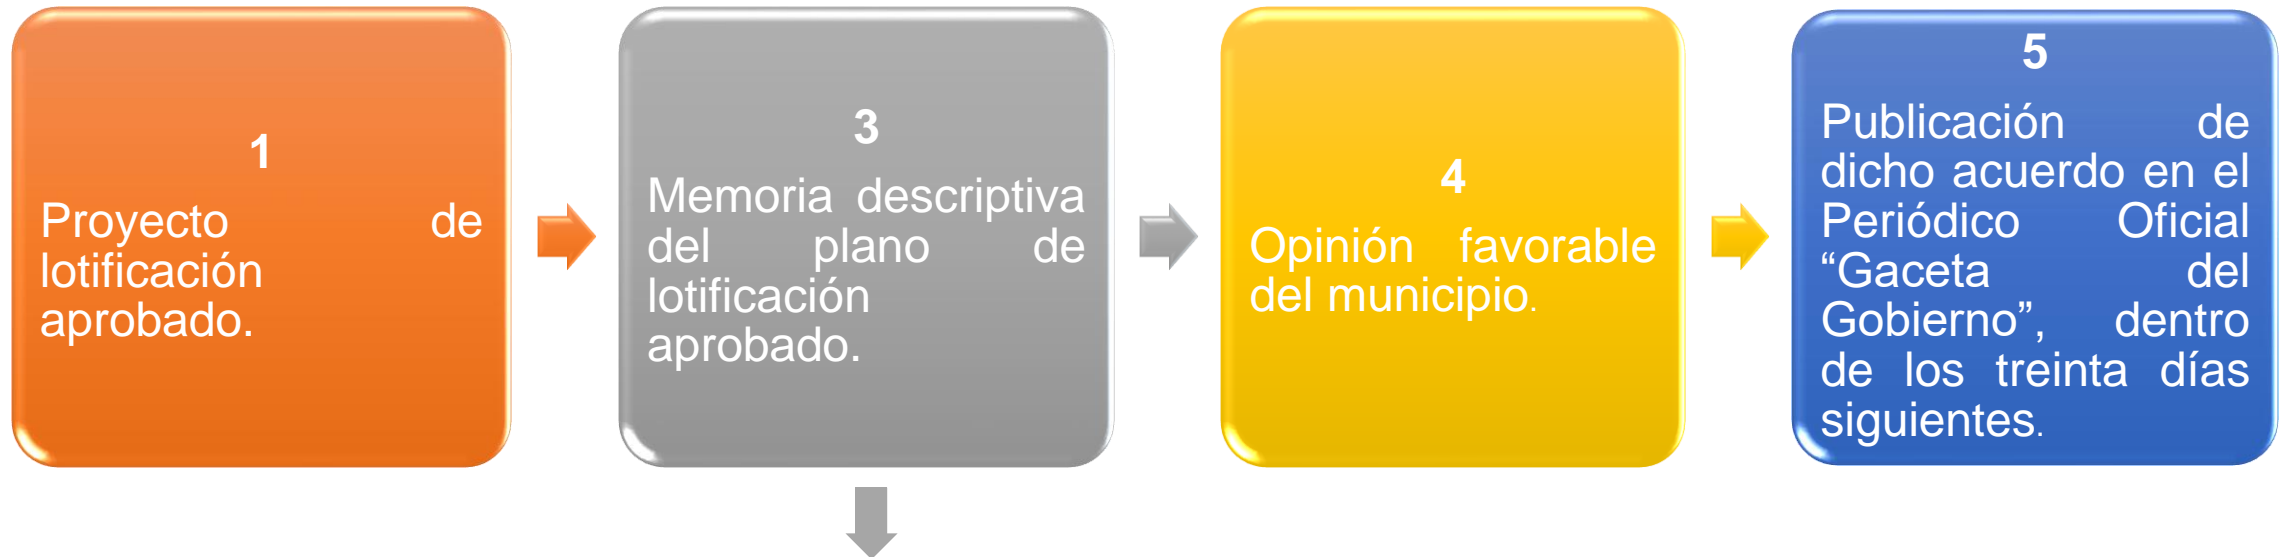 1
Proyecto de
lotificación
aprobado.
3
Memoria descriptiva
del plano de
lotificación
aprobado.
4
Opinión favorable
del municipio.
5
Publicación de
dicho acuerdo en el
Periódico Oficial
“Gaceta del
Gobierno”, dentro
de los treinta días
siguientes.